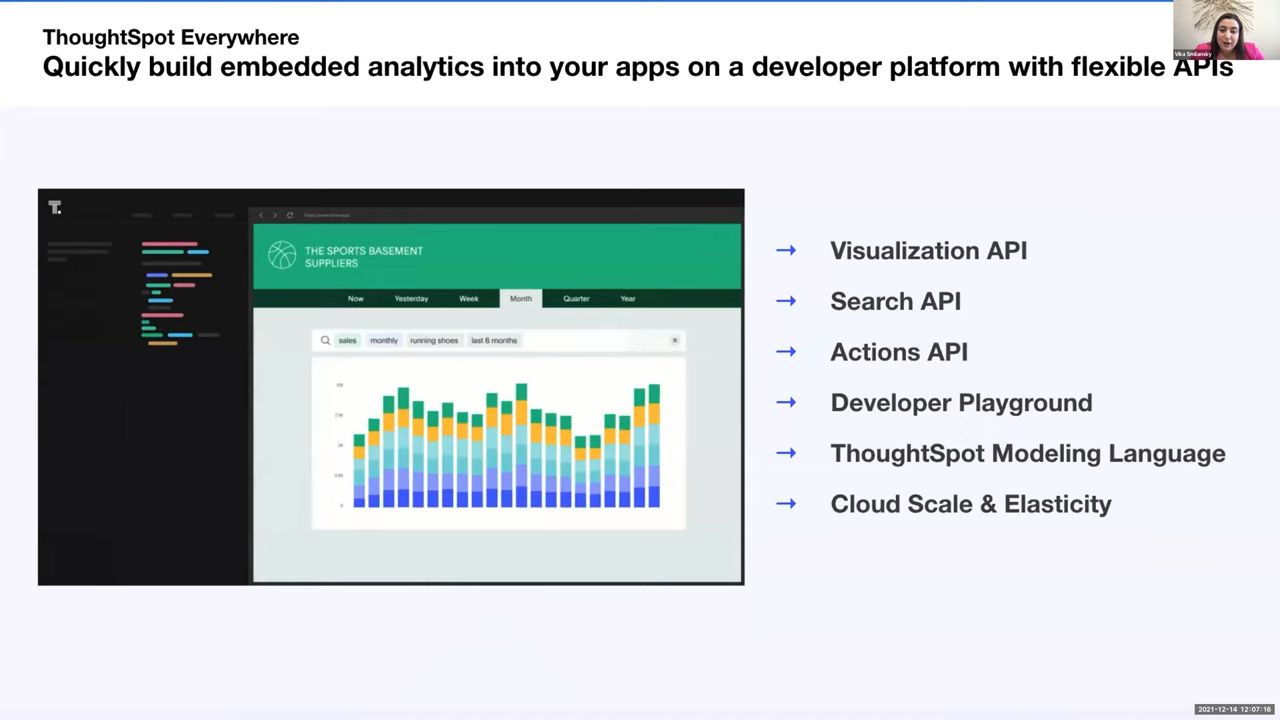 ThoughtSpot Everywhere
Quickly build embedded analytics into your apps on a developer platform with flexible APIs
Vika Smilansky
T.
THE SPORTS BASEMENT
SUPPLIERS
Now Yesterday Week Month Quarter Year
sales monthly running shoes last 6 months
→ Visualization API
→ Search API
→ Actions API
→ Developer Playground
→ ThoughtSpot Modeling Language
→ Cloud Scale & Elasticity
2021-12-14 12:07:16